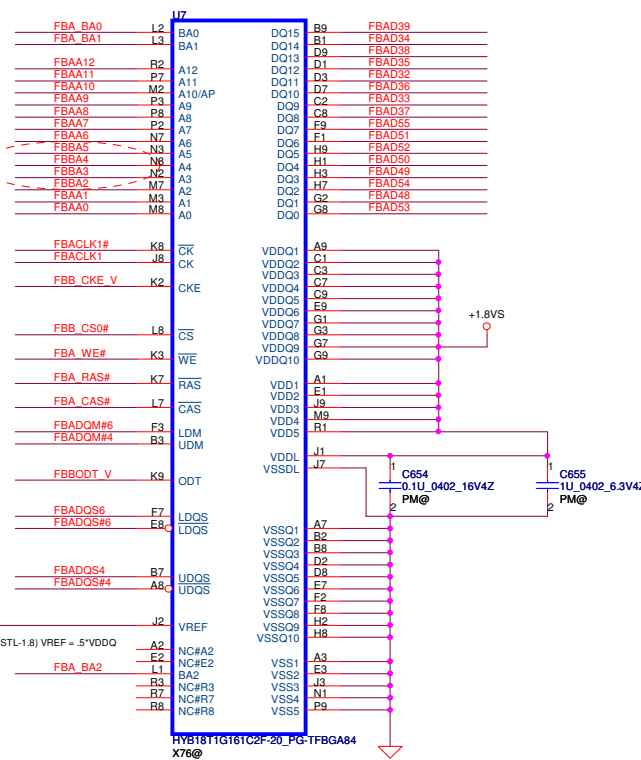 U7
FBA_BA0 L2 BA0 DQ15 B9 FBAD39
FBA_BA1 L3 BA1 DQ14 B1 FBAD34
DQ13 D9 FBAD38
FBAA12 R2 A12 DQ12 D1 FBAD35
FBAA11 P7 A11 DQ11 D3 FBAD32
FBAA10 M2 A10/AP DQ10 D7 FBAD36
FBAA9 P3 A9 DQ9 C2 FBAD33
FBAA8 P8 A8 DQ8 C8 FBAD37
FBAA7 P2 A7 DQ7 F9 FBAD55
FBAA6 N7 A6 DQ6 F1 FBAD51
FBBA5 N3 A5 DQ5 H9 FBAD52
FBBA4 N8 A4 DQ4 H1 FBAD50
FBBA3 N2 A3 DQ3 H3 FBAD49
FBBA2 M7 A2 DQ2 H7 FBAD54
FBAA1 M3 A1 DQ1 G2 FBAD48
FBAA0 M8 A0 DQ0 G8 FBAD53
FBACLK1# K8 CK VDDQ1 A9
FBACLK1 J8 CK VDDQ2 C1
VDDQ3 C3
FBB_CKE_V K2 CKE VDDQ4 C7
VDDQ5 C9
VDDQ6 E9
VDDQ7 G1
+1.8VS
FBB_CS0# L8 CS VDDQ8 G3
VDDQ9 G7
FBA_WE# K3 WE VDDQ10 G9
FBA_RAS# K7 RAS VDD1 A1
VDD2 E1
FBA_CAS# L7 CAS VDD3 J9
VDD4 M9
FBADQM#6 F3 LDM VDD5 R1
FBADQM#4 B3 UDM
VDDL J1
VSSDL J7
FBBODT_V K9 ODT
1 C654
0.1U_0402_16V4Z
PM@
2
1 C655
1U_0402_6.3V4Z
PM@
2
FBADQS6 F7 LDQS
FBADQS#6 E8 LDQS VSSQ1 A7
VSSQ2 B2
VSSQ3 B8
VSSQ4 D2
FBADQS4 B7 UDQS VSSQ5 D8
FBADQS#4 A8 UDQS VSSQ6 E7
VSSQ7 F2
VSSQ8 F8
J2 VREF VSSQ9 H2
VSSQ10 H8
STL-1.8) VREF = .5*VDDQ
A2 NC#A2
E2 NC#E2 VSS1 A3
FBA_BA2 L1 BA2 VSS2 E3
R3 NC#R3 VSS3 J3
R7 NC#R7 VSS4 N1
R8 NC#R8 VSS5 P9
HYB18T1G161C2F-20_PG-TFBGA84
X76@